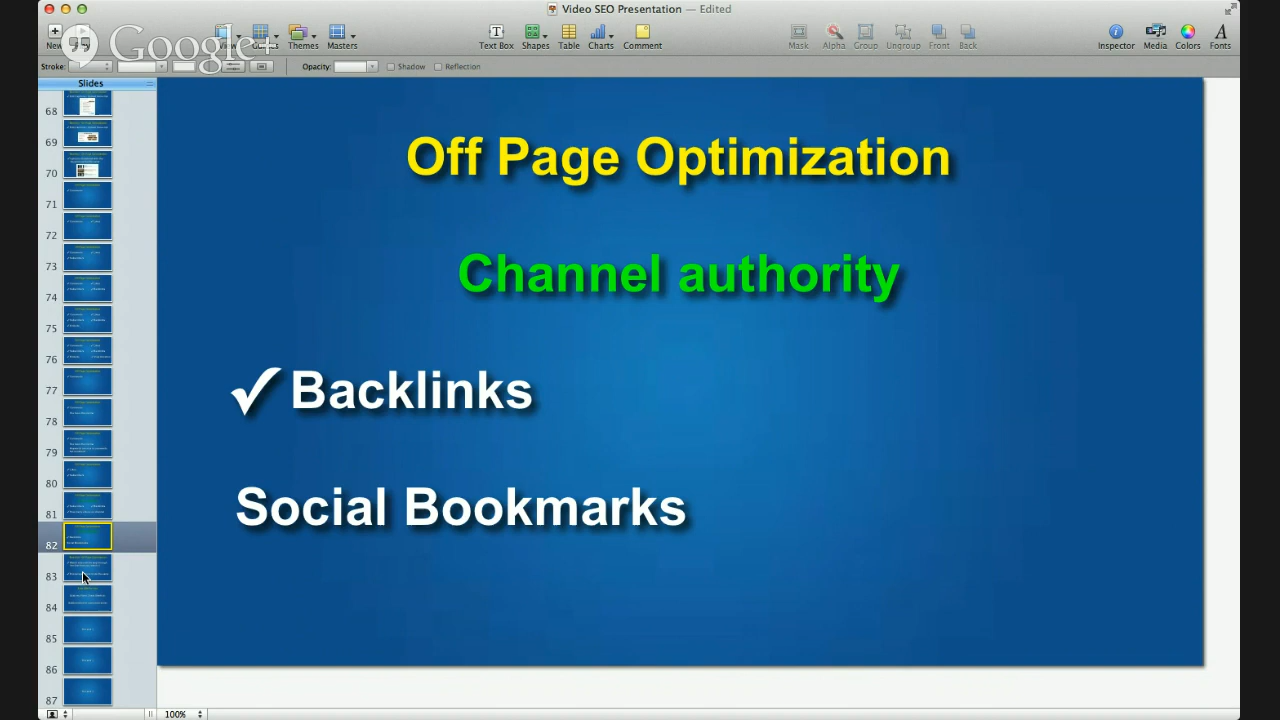 Video SEO Presentation — Edited
Google+
New
View
Themes
Masters
Text Box
Shapes
Table
Charts
Comment
Mask
Alpha
Group
Ungroup
Front
Back
Inspector
Media
Colors
Fonts
Stroke:
Opacity:
Shadow
Reflection
Slides
68
69
70
71
72
73
74
75
76
77
78
79
80
81
82
83
84
85
86
87
Off Page Optimization
Channel authority
✓ Backlinks
Social Bookmarks
100%